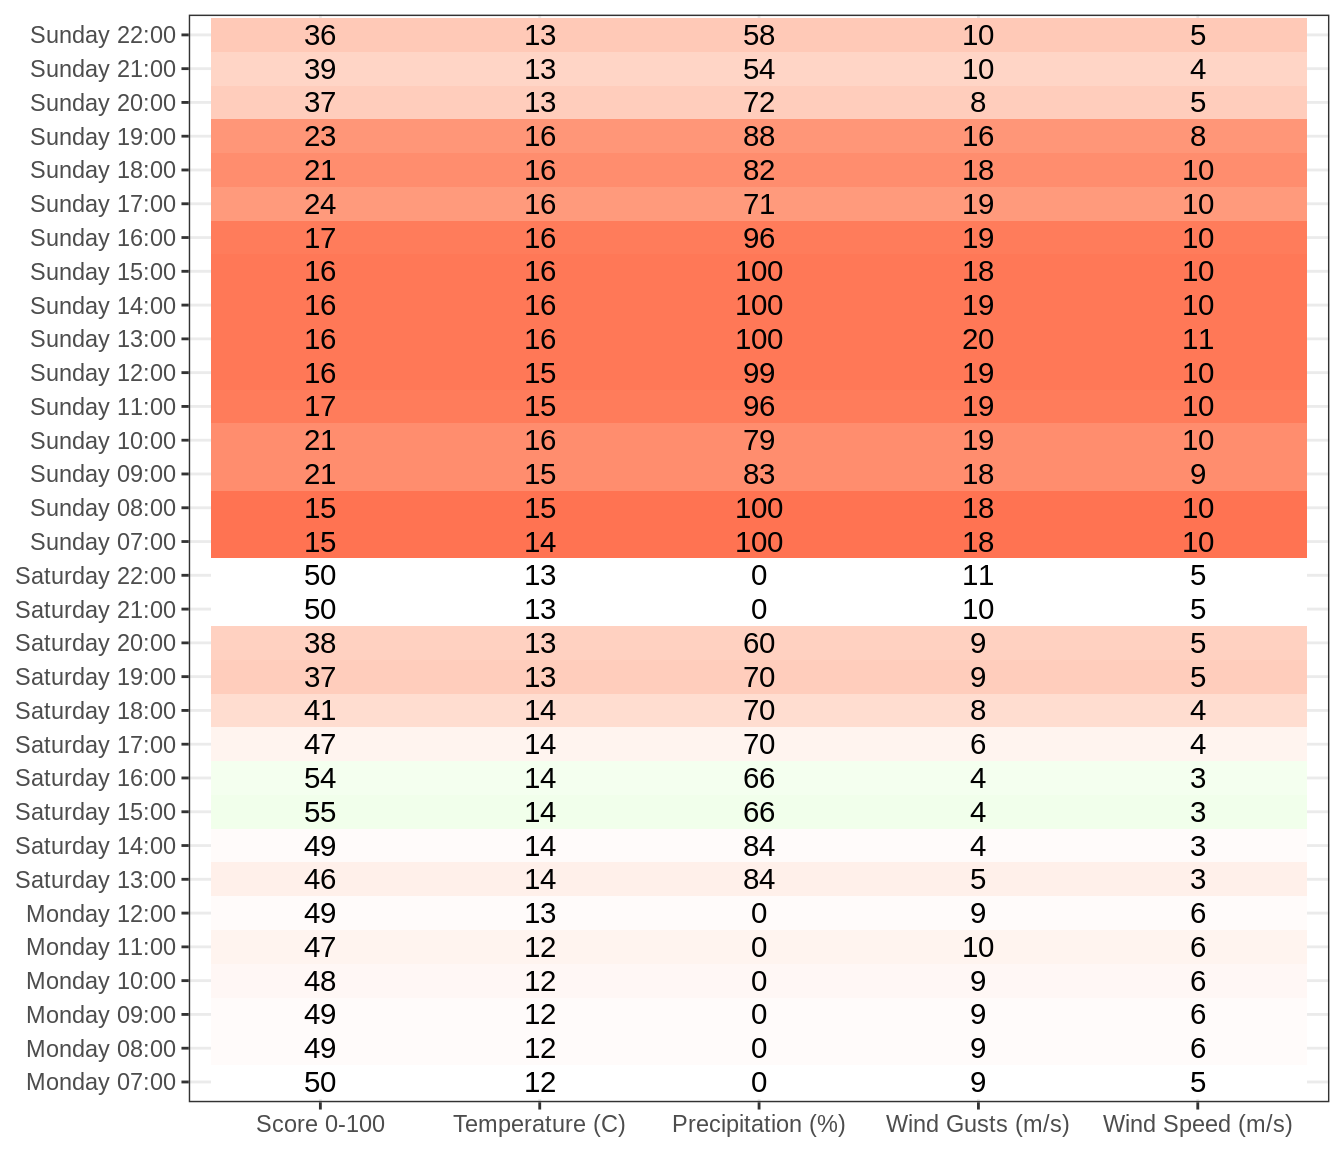 Sunday 22:00 36 13 58 10 5
Sunday 21:00 39 13 54 10 4
Sunday 20:00 37 13 72 8 5
Sunday 19:00 23 16 88 16 8
Sunday 18:00 21 16 82 18 10
Sunday 17:00 24 16 71 19 10
Sunday 16:00 17 16 96 19 10
Sunday 15:00 16 16 100 18 10
Sunday 14:00 16 16 100 19 10
Sunday 13:00 16 16 100 20 11
Sunday 12:00 16 15 99 19 10
Sunday 11:00 17 15 96 19 10
Sunday 10:00 21 16 79 19 10
Sunday 09:00 21 15 83 18 9
Sunday 08:00 15 15 100 18 10
Sunday 07:00 15 14 100 18 10
Saturday 22:00 50 13 0 11 5
Saturday 21:00 50 13 0 10 5
Saturday 20:00 38 13 60 9 5
Saturday 19:00 37 13 70 9 5
Saturday 18:00 41 14 70 8 4
Saturday 17:00 47 14 70 6 4
Saturday 16:00 54 14 66 4 3
Saturday 15:00 55 14 66 4 3
Saturday 14:00 49 14 84 4 3
Saturday 13:00 46 14 84 5 3
Monday 12:00 49 13 0 9 6
Monday 11:00 47 12 0 10 6
Monday 10:00 48 12 0 9 6
Monday 09:00 49 12 0 9 6
Monday 08:00 49 12 0 9 6
Monday 07:00 50 12 0 9 5
Score 0-100 Temperature (C) Precipitation (%) Wind Gusts (m/s) Wind Speed (m/s)